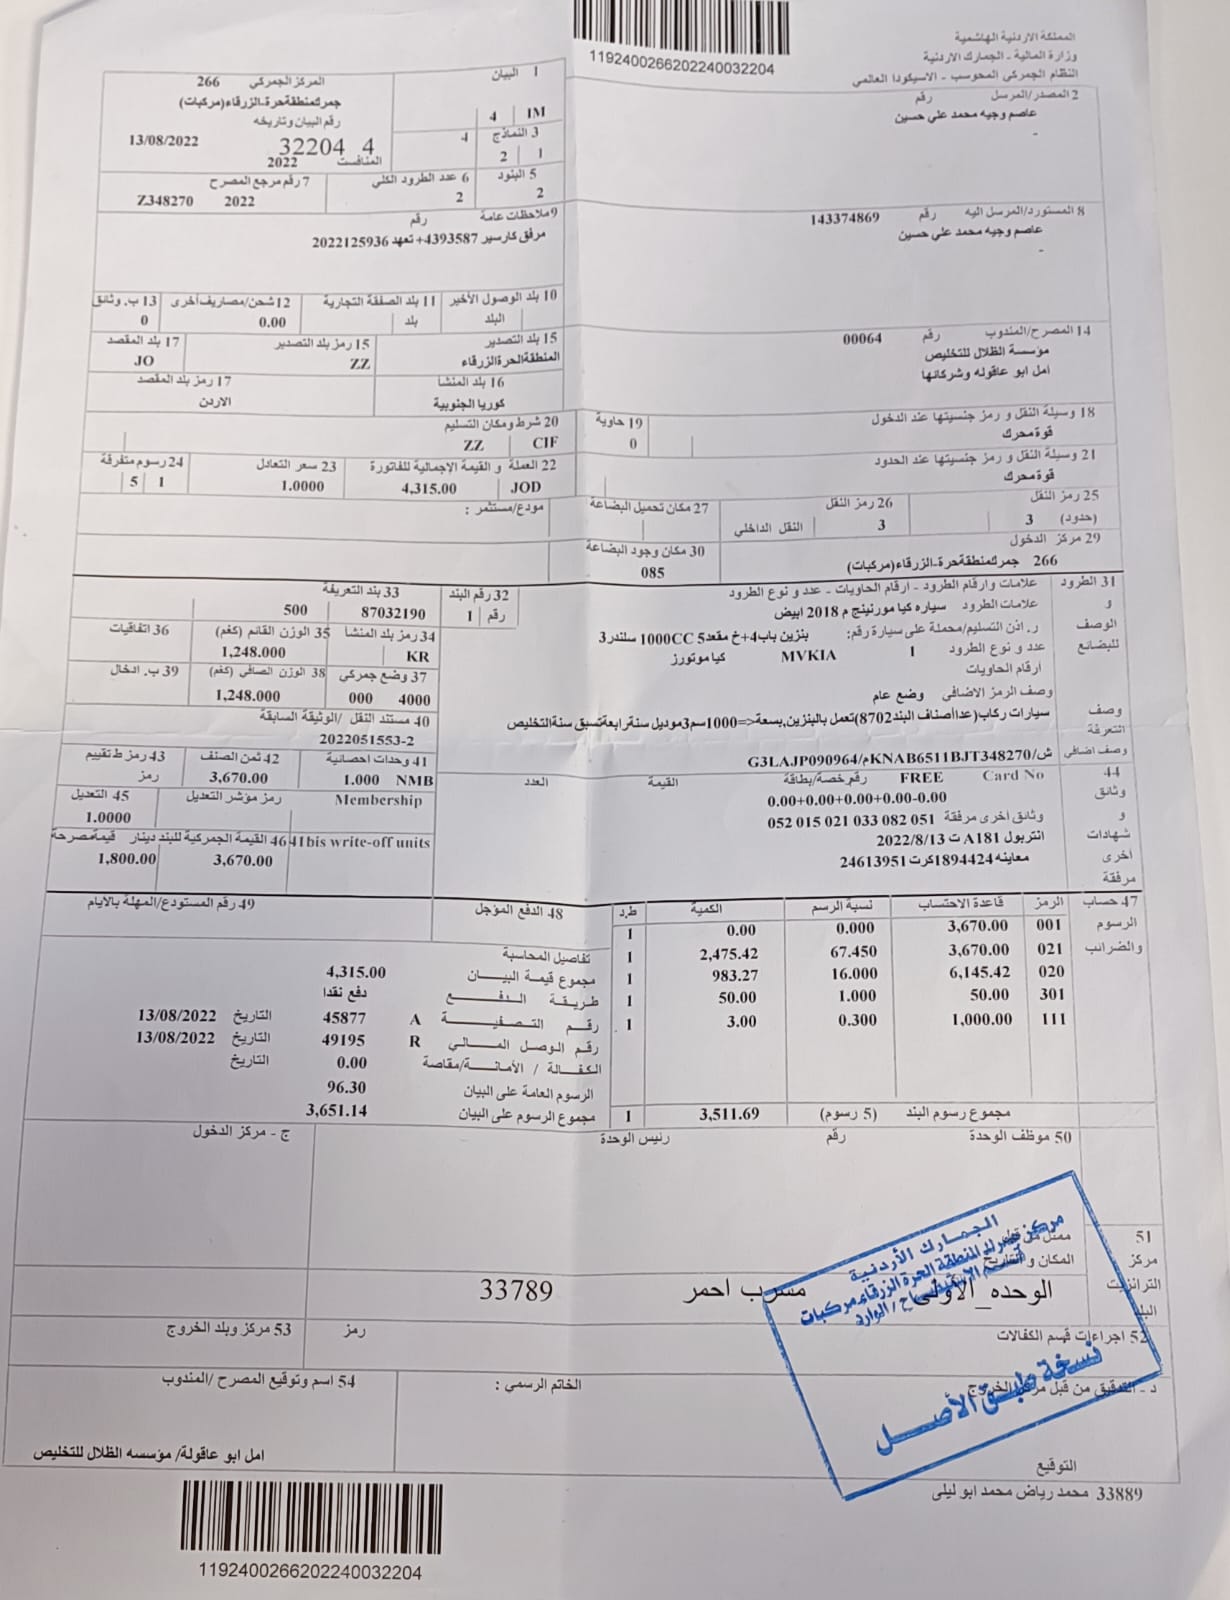 119240026620224003​2204
المملكة الاردنية الهاشمية
وزارة المالية - الجمارك الاردنية
النظام الجمركي المحوسب - الاسيكودا العالمي
1 البيان
IM 4
المركز الجمركي 266
جمرك منطقة حرة-الزرقاء(مركبات)
رقم البيان وتاريخه
4 32204 13/08/2022
المنافست 2022
2 المصدر/المرسل رقم
عاصم وجيه محمد علي حسين
-
3 النماذج
1 2
4
5 البنود
2
6 عدد الطرود الكلي
2
7 رقم مرجع المصرح
2022 Z348270
8 المستورد/المرسل اليه رقم 143374869
عاصم وجيه محمد علي حسين
-
9 ملاحظات عامة رقم
مرفق كارسير 4393587+ تعهد 2022125936
10 بلد الوصول الأخير
البلد
11 بلد الصفقة التجارية
بلد
12 شحن/مصاريف أخرى
0.00
13 ب. وثائق
0
14 المصرح/المندوب رقم 00064
مؤسسة الظلال للتخليص
امل ابو عاقوله وشركائها
15 بلد التصدير
المنطقة الحرة الزرقاء
15 رمز بلد التصدير
ZZ
17 بلد المقصد
JO
16 بلد المنشا
كوريا الجنوبية
17 رمز بلد المقصد
الاردن
18 وسيلة النقل و رمز جنسيتها عند الدخول
قوة محرك
19 حاوية
0
20 شرط ومكان التسليم
CIF ZZ
21 وسيلة النقل و رمز جنسيتها عند الحدود
قوة محرك
22 العملة و القيمة الإجمالية للفاتورة
JOD 4,315.00
23 سعر التعادل
1.0000
24 رسوم متفرقة
1 5
25 رمز النقل
(حدود) 3
26 رمز النقل
3 النقل الداخلي
27 مكان تحميل البضاعة
مودع/مستثمر :
29 مركز الدخول
266 جمرك منطقة حرة-الزرقاء(مركبات)
30 مكان وجود البضاعة
085
31 الطرود و الوصف للبضائع
علامات وارقام الطرود - ارقام الحاويات - عدد و نوع الطرود
علامات الطرود سياره كيا مورنينج م 2018 ابيض
ر. اذن التسليم/محملة على سيارة رقم: بنزين باب4+خ مقعد5 1000CC سلندر3
عدد و نوع الطرود 1 MVKIA كيا موتورز
أرقام الحاويات
وصف الرمز الاضافي وضع عام
32 رقم البند
رقم 1
33 بند التعريفة
87032190 500
34 رمز بلد المنشا
KR
35 الوزن القائم (كغم)
1,248.000
36 اتفاقيات
37 وضع جمركي
4000 000
38 الوزن الصافي (كغم)
1,248.000
39 ب. ادخال
وصف التعرفة
سيارات ركاب(عدا أصناف البند8702)تعمل بالبنزين,بسعة<=1000سم3موديل سنة رابعة تسبق سنة التخليص
40 مستند النقل /الوثيقة السابقة
2022051553-2
وصف اضافي ش/KNAB6511BJT348270م/G3LAJP090964
41 وحدات احصائية
NMB 1.000
42 ثمن الصنف
3,670.00
43 رمز ط تقييم
رمز
44 وثائق و شهادات اخرى مرفقة
Card No FREE رقم خصة/بطاقة القيمة العدد
0.00+0.00+0.00+0.00-0.00
وثائق أخرى مرفقة 051 082 033 021 015 052
انتربول A181 ت 2022/8/13
معاينه 1894424كرت 24613951
Membership رمز مؤشر التعديل
45 التعديل
1.0000
41bis write-off units
46 القيمة الجمركية للبند دينار قيمة مصرحة
3,670.00 1,800.00
47 حساب الرسوم والضرائب
الرمز قاعدة الاحتساب نسبة الرسم الكمية ط.د
001 3,670.00 0.000 0.00 1
021 3,670.00 67.450 2,475.42 1
020 6,145.42 16.000 983.27 1
301 50.00 1.000 50.00 1
111 1,000.00 0.300 3.00 1
مجموع رسوم البند (5 رسوم) 3,511.69 1
48 الدفع المؤجل
49 رقم المستودع/المهلة بالايام
تفاصيل المحاسبة
مجموع قيمة البيـــان 4,315.00
طريقـة الدفـــع دفع نقدا
رقـم التصفيـــة A 45877 التاريخ 13/08/2022
رقم الوصل المـــالي R 49195 التاريخ 13/08/2022
الكفـــالة / الأمانـــة/مقاصة 0.00 التاريخ
الرسوم العامة على البيان 96.30
مجموع الرسوم على البيان 3,651.14
50 موظف الوحدة رقم رئيس الوحدة
ج - مركز الدخول
51 مركز الترانزيت البلد
المكان و التاريخ
الوحده_الاولى مسرب احمر 33789
52 اجراءات قسم الكفالات
رمز 53 مركز وبلد الخروج
د - التدقيق من قبل مركز الخروج
الخاتم الرسمي :
54 اسم وتوقيع المصرح /المندوب
امل ابو عاقولة/ مؤسسه الظلال للتخليص
التوقيع
33889 محمد رياض محمد ابو ليلى
الجمارك الأردنية
مركز جمرك المنطقة الحرة الزرقاء مركبات
نسخة طبق الأصل
1192400266202240032204